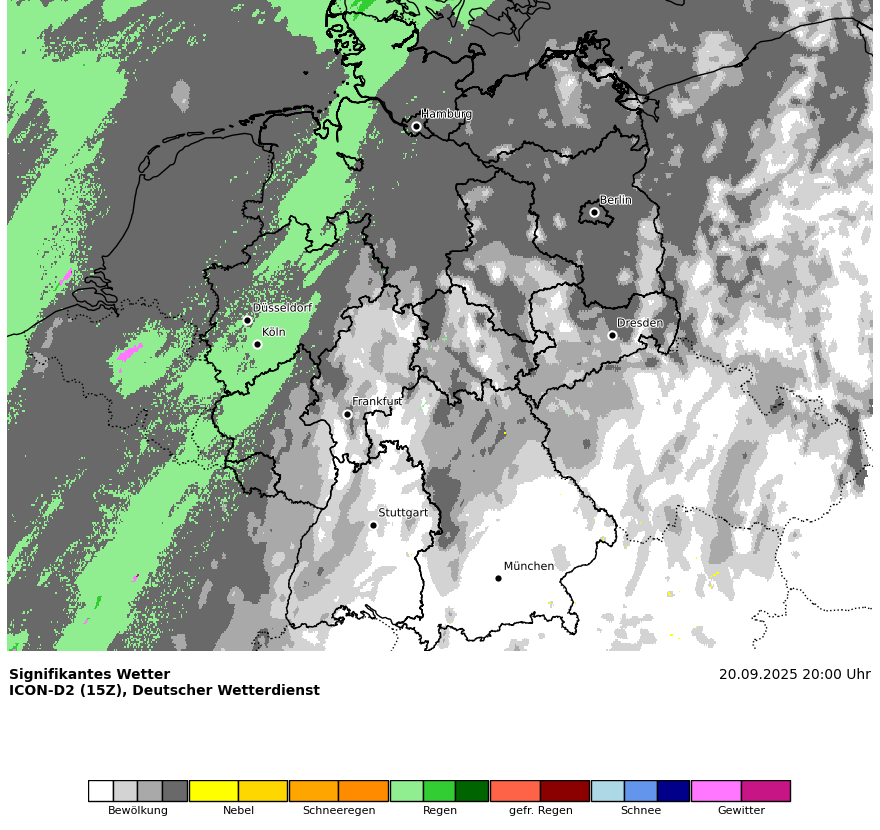 Hamburg
Berlin
Düsseldorf
Köln
Dresden
Frankfurt
Stuttgart
München
Signifikantes Wetter
20.09.2025 20:00 Uhr
ICON-D2 (15Z), Deutscher Wetterdienst
Bewölkung Nebel Schneeregen Regen gefr. Regen Schnee Gewitter